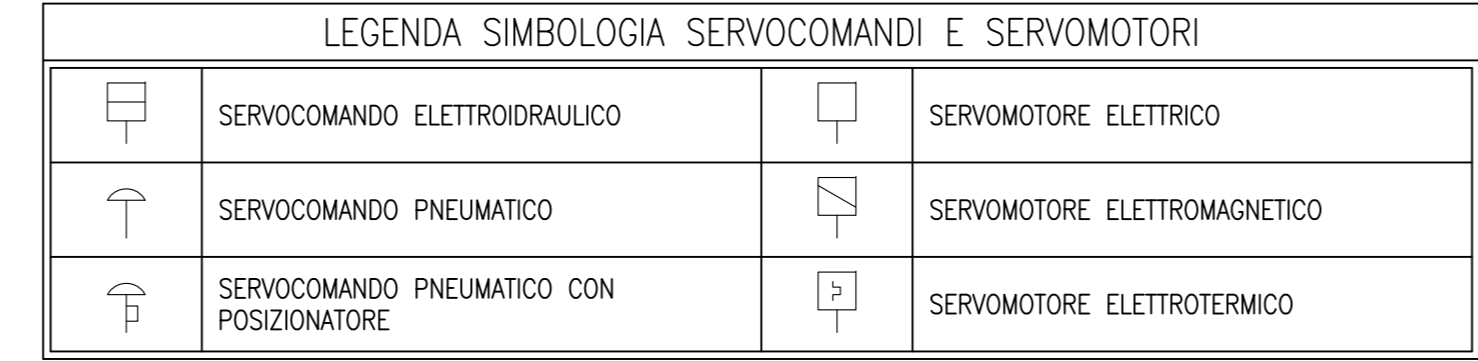 LEGENDA SIMBOLOGIA SERVOCOMANDI E SERVOMOTORI
SERVOCOMANDO ELETTROIDRAULICO
SERVOMOTORE ELETTRICO
SERVOCOMANDO PNEUMATICO
SERVOMOTORE ELETTROMAGNETICO
SERVOCOMANDO PNEUMATICO CON
POSIZIONATORE
SERVOMOTORE ELETTROTERMICO